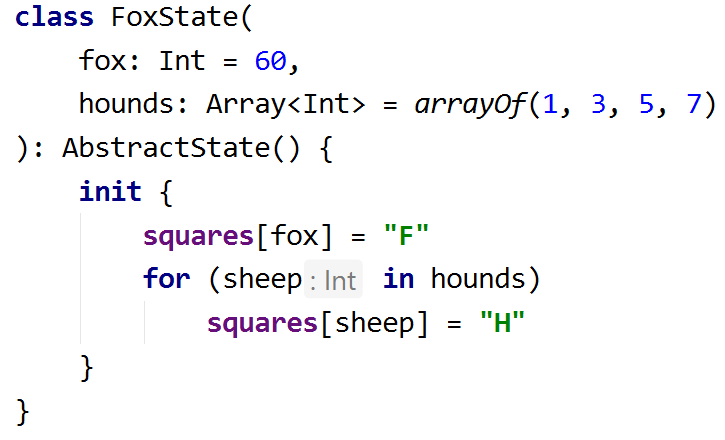 class FoxState(
    fox: Int = 60,
    hounds: Array<Int> = arrayOf(1, 3, 5, 7)
): AbstractState() {
    init {
        squares[fox] = "F"
        for (sheep : Int in hounds)
            squares[sheep] = "H"
    }
}